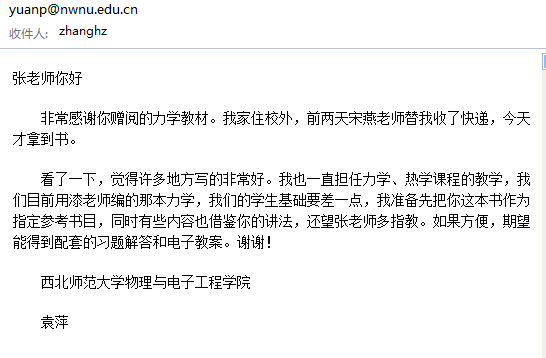 yuanp@nwnu.edu.cn
收件人: zhanghz
张老师你好
非常感谢你赠阅的力学教材。我家住校外，前两天宋燕老师替我收了快递，今天
才拿到书。
看了一下，觉得许多地方写的非常好。我也一直担任力学、热学课程的教学，我
们目前用漆老师编的那本力学，我们的学生基础要差一点，我准备先把你这本书作为
指定参考书目，同时有些内容也借鉴你的讲法，还望张老师多指教。如果方便，期望
能得到配套的习题解答和电子教案。谢谢！
西北师范大学物理与电子工程学院
袁萍